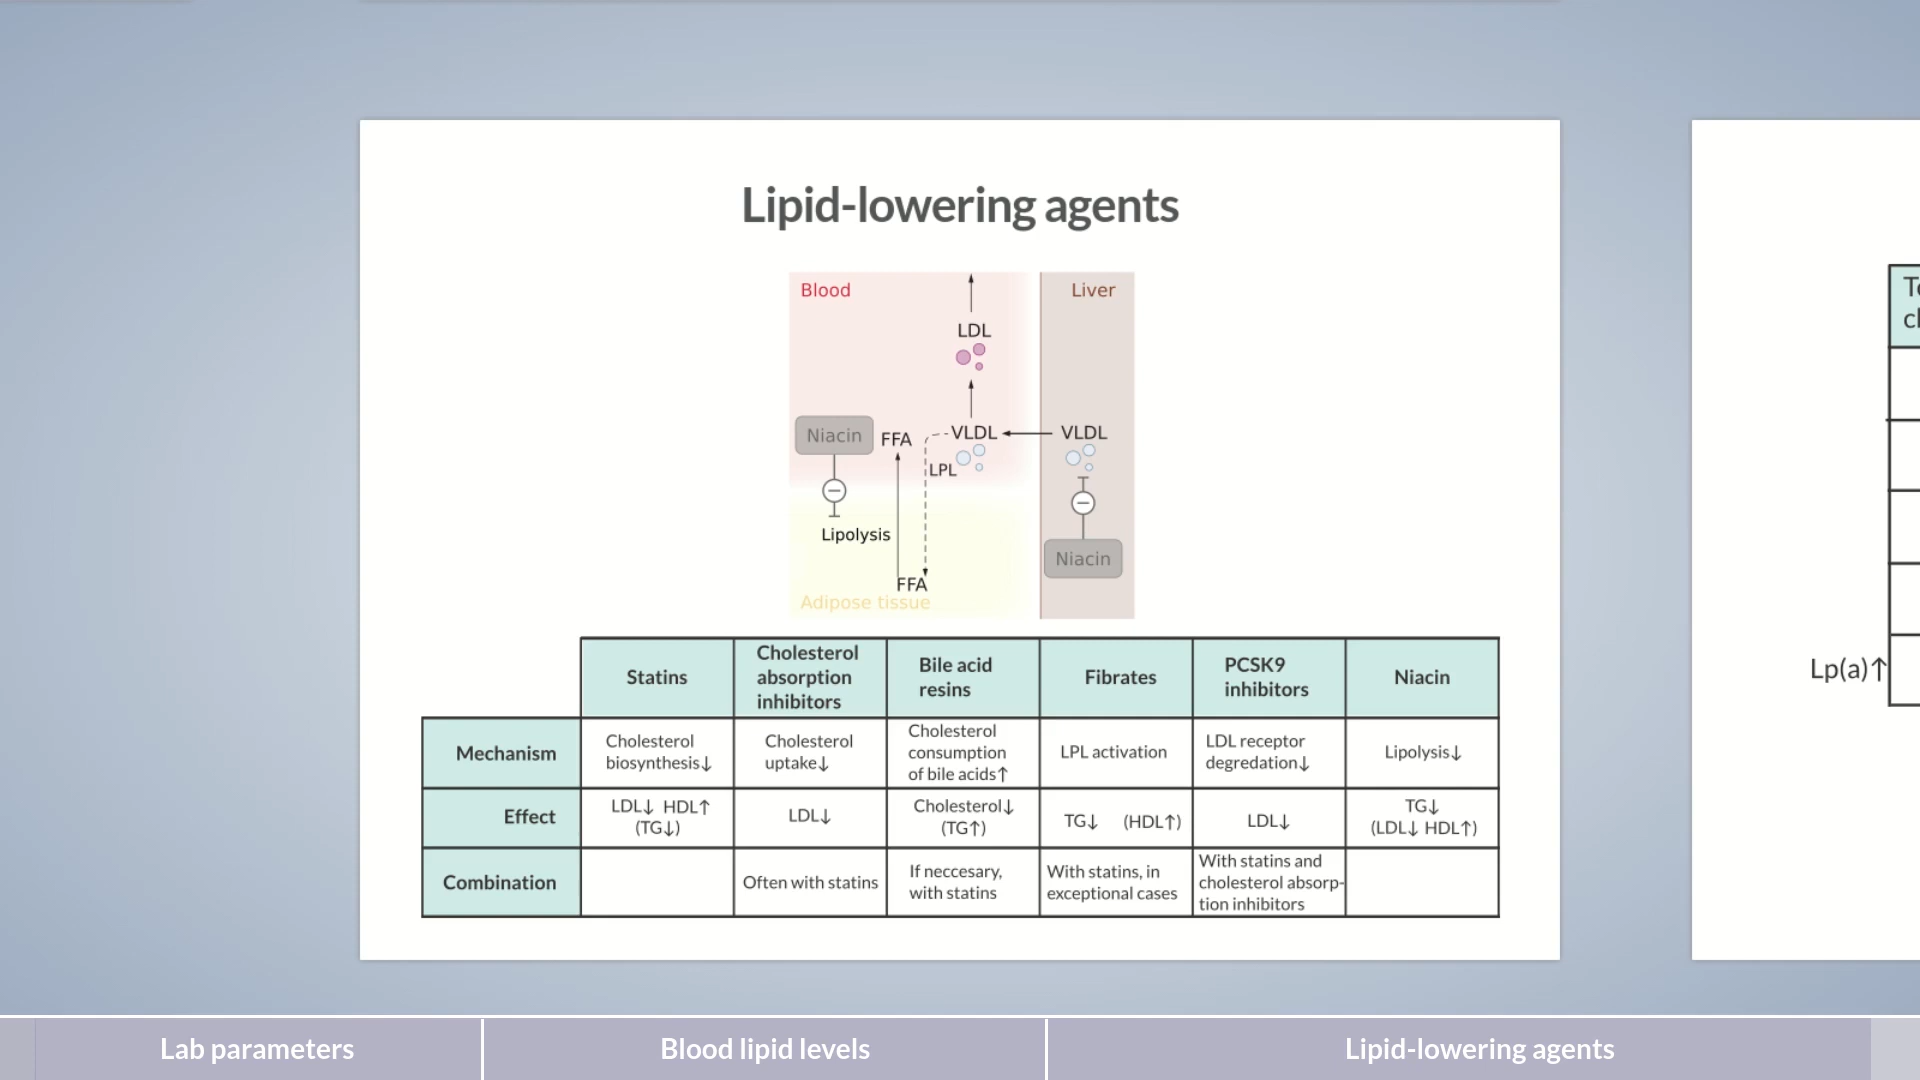 Lipid-lowering agents
Blood
Liver
LDL
Niacin
FFA
VLDL
VLDL
LPL
Lipolysis
Niacin
FFA
Adipose tissue
Statins
Cholesterol
absorption
inhibitors
Bile acid
resins
Fibrates
PCSK9
inhibitors
Niacin
Mechanism
Cholesterol
biosynthesis↓
Cholesterol
uptake↓
Cholesterol
consumption
of bile acids↑
LPL activation
LDL receptor
degredation↓
Lipolysis↓
Effect
LDL↓ HDL↑
(TG↓)
LDL↓
Cholesterol↓
(TG↑)
TG↓ (HDL↑)
LDL↓
TG↓
(LDL↓ HDL↑)
Combination
Often with statins
If neccesary,
with statins
With statins, in
exceptional cases
With statins and
cholesterol absorp-
tion inhibitors
Lp(a)↑
Lab parameters
Blood lipid levels
Lipid-lowering agents